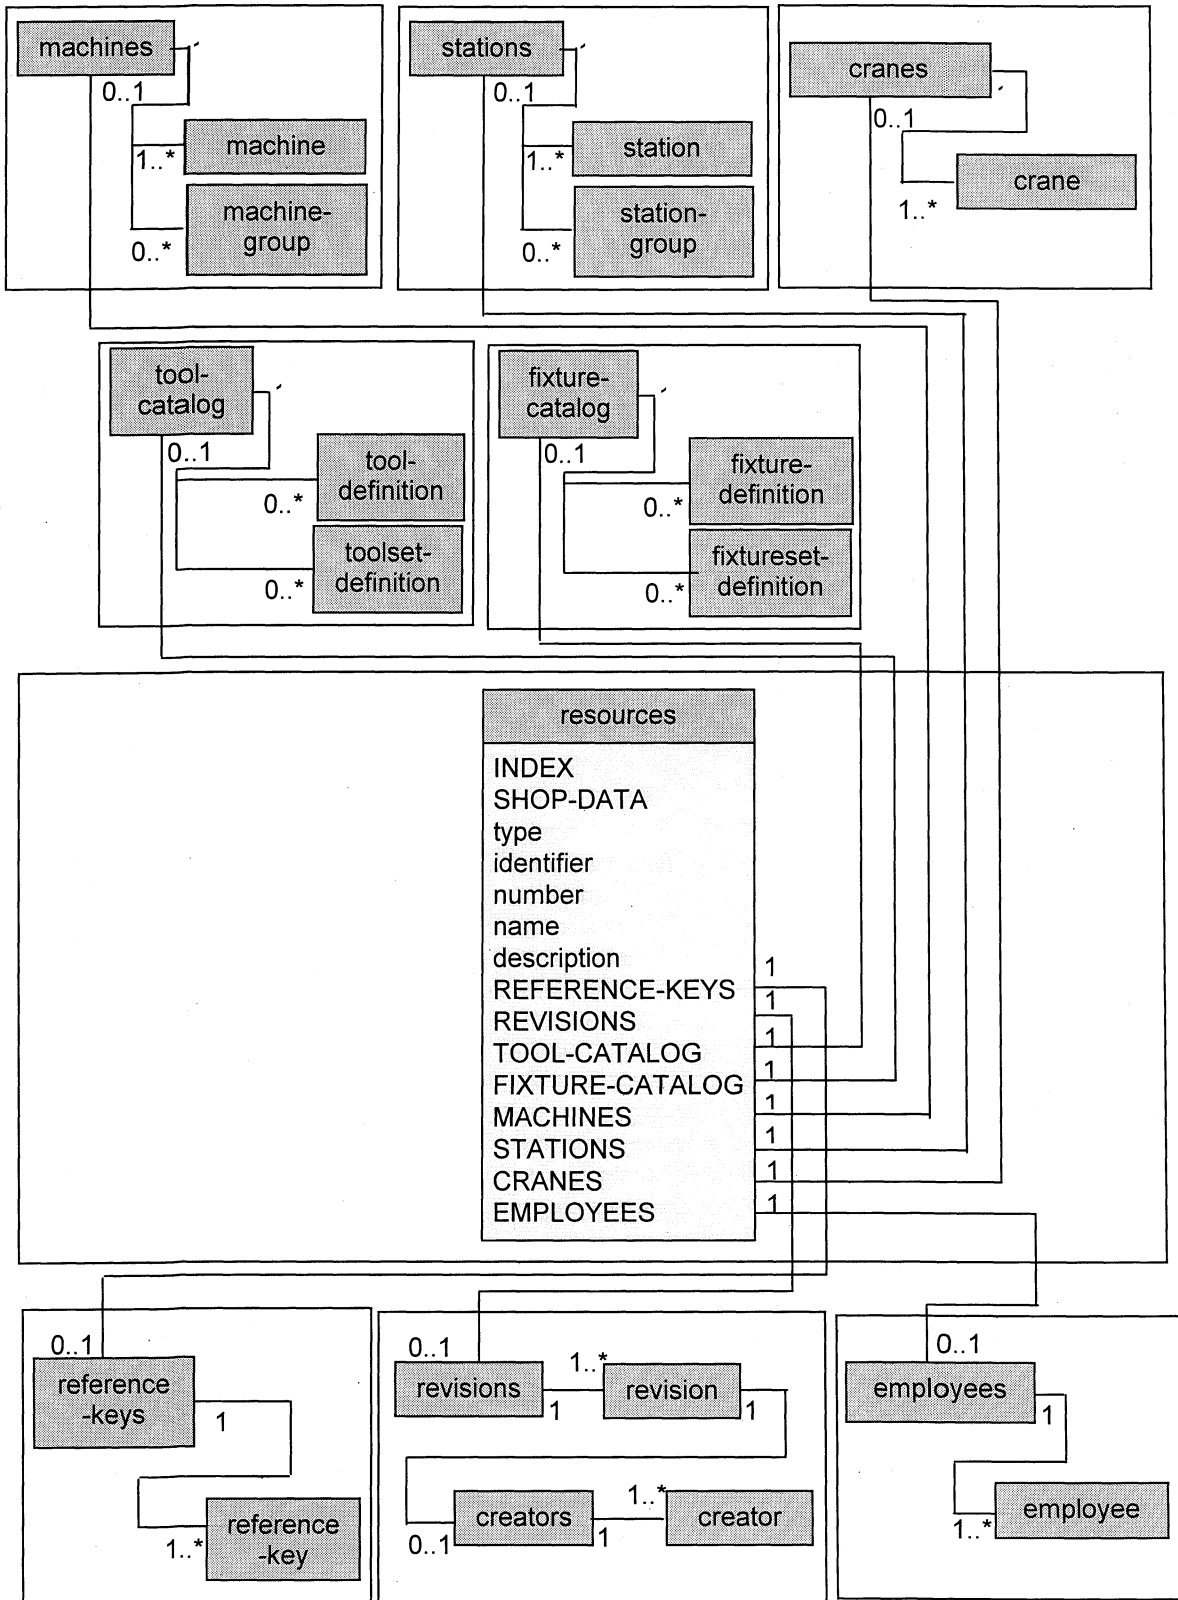 machines
0..1
machine
1..*
machine-
group
0..*
stations
0..1
station
1..*
station-
group
0..*
cranes
0..1
crane
1..*
tool-
catalog
0..1
tool-
definition
0..*
toolset-
definition
0..*
fixture-
catalog
0..1
fixture-
definition
0..*
fixtureset-
definition
0..*
resources
INDEX
SHOP-DATA
type
identifier
number
name
description
1
REFERENCE-KEYS
1
REVISIONS
1
TOOL-CATALOG
1
FIXTURE-CATALOG
1
MACHINES
1
STATIONS
1
CRANES
1
EMPLOYEES
0..1
reference
-keys
1
reference
-key
1..*
0..1
revisions
1
1..*
revision
1
creators
0..1
1
1..*
creator
0..1
employees
1
employee
1..*